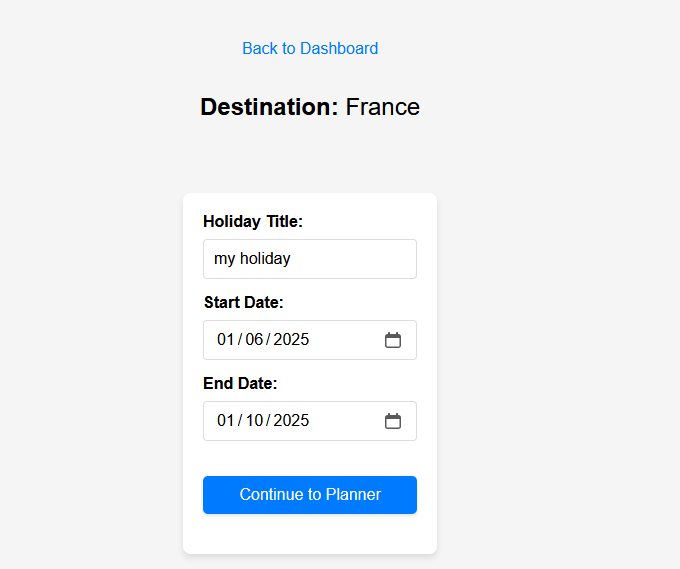 Back to Dashboard
Destination: France
Holiday Title:
my holiday
Start Date:
01/06/2025
End Date:
01/10/2025
Continue to Planner